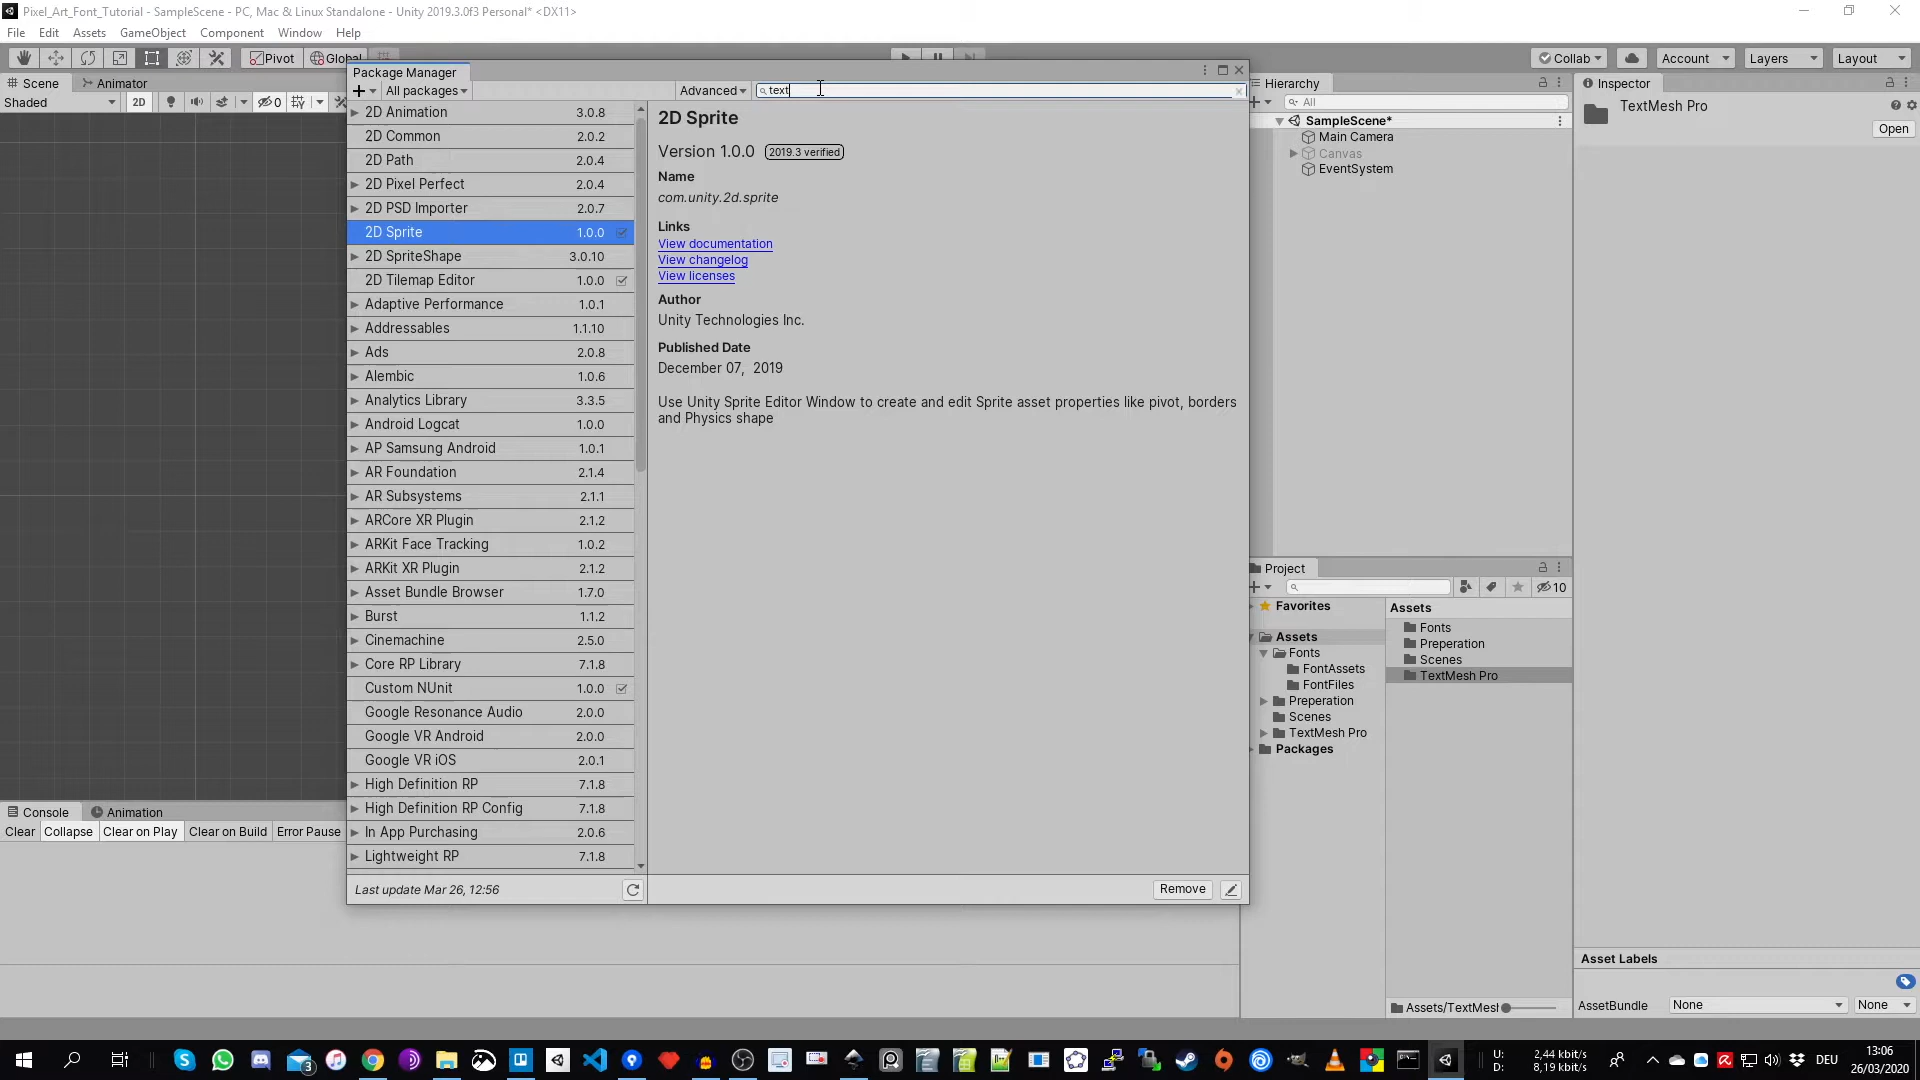 Pixel_Art_Font_Tutorial - SampleScene - PC, Mac & Linux Standalone - Unity 2019.3.0f3 Personal* <DX11>
File Edit Assets GameObject Component Window Help
Pivot Global Collab Account Layers Layout
Scene Animator
Shaded 2D 0
Package Manager
All packages Advanced text
2D Animation 3.0.8
2D Common 2.0.2
2D Path 2.0.4
2D Pixel Perfect 2.0.4
2D PSD Importer 2.0.7
2D Sprite 1.0.0
2D SpriteShape 3.0.10
2D Tilemap Editor 1.0.0
Adaptive Performance 1.0.1
Addressables 1.1.10
Ads 2.0.8
Alembic 1.0.6
Analytics Library 3.3.5
Android Logcat 1.0.0
AP Samsung Android 1.0.1
AR Foundation 2.1.4
AR Subsystems 2.1.1
ARCore XR Plugin 2.1.2
ARKit Face Tracking 1.0.2
ARKit XR Plugin 2.1.2
Asset Bundle Browser 1.7.0
Burst 1.1.2
Cinemachine 2.5.0
Core RP Library 7.1.8
Custom NUnit 1.0.0
Google Resonance Audio 2.0.0
Google VR Android 2.0.0
Google VR iOS 2.0.1
High Definition RP 7.1.8
High Definition RP Config 7.1.8
In App Purchasing 2.0.6
Lightweight RP 7.1.8
Last update Mar 26, 12:56
2D Sprite
Version 1.0.0 2019.3 verified
Name
com.unity.2d.sprite
Links
View documentation
View changelog
View licenses
Author
Unity Technologies Inc.
Published Date
December 07, 2019
Use Unity Sprite Editor Window to create and edit Sprite asset properties like pivot, borders
and Physics shape
Remove
Hierarchy
All
SampleScene*
Main Camera
Canvas
EventSystem
Project
10
Favorites
Assets
Fonts
FontAssets
FontFiles
Preperation
Scenes
TextMesh Pro
Packages
Assets
Fonts
Preperation
Scenes
TextMesh Pro
Assets/TextMesh
Inspector
TextMesh Pro
Open
Asset Labels
AssetBundle None None
Console Animation
Clear Collapse Clear on Play Clear on Build Error Pause
3
U: 2,44 kbit/s
D: 8,19 kbit/s
DEU
13:06
26/03/2020